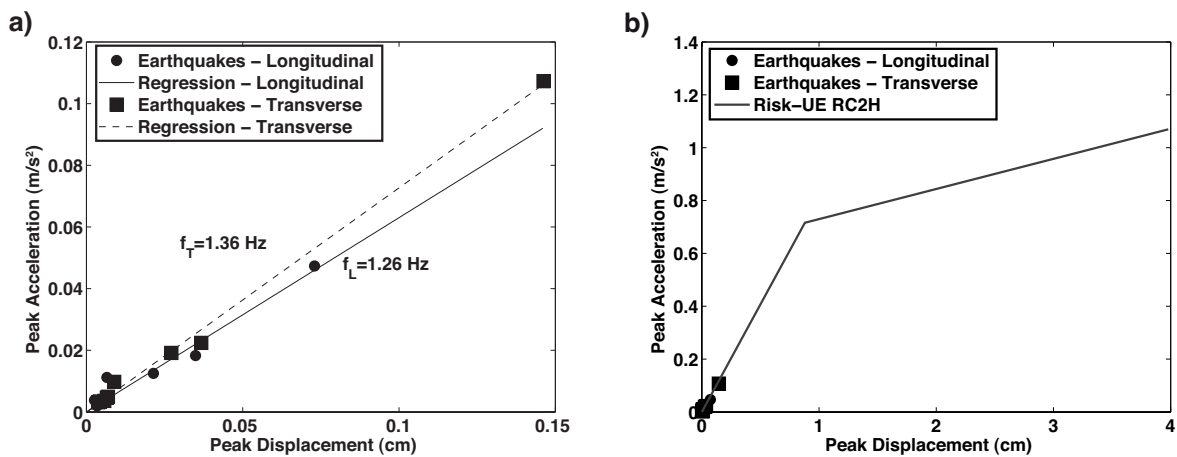 a)
0.12
0.1
0.08
0.06
0.04
0.02
0
Peak Acceleration (m/s²)
Earthquakes – Longitudinal
Regression – Longitudinal
Earthquakes – Transverse
Regression – Transverse
f_T=1.36 Hz
f_L=1.26 Hz
0 0.05 0.1 0.15
Peak Displacement (cm)
b)
1.4
1.2
1
0.8
0.6
0.4
0.2
0
Peak Acceleration (m/s²)
Earthquakes – Longitudinal
Earthquakes – Transverse
Risk–UE RC2H
0 1 2 3 4
Peak Displacement (cm)